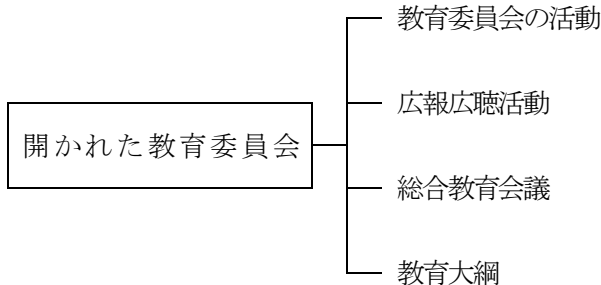 教育委員会の活動
広報広聴活動
開かれた教育委員会
総合教育会議
教育大綱